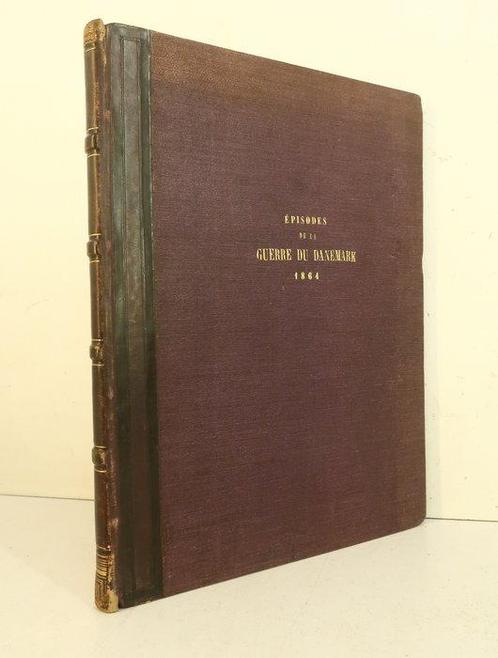 ÉPISODES
DE LA
GUERRE DU DANEMARK
1864